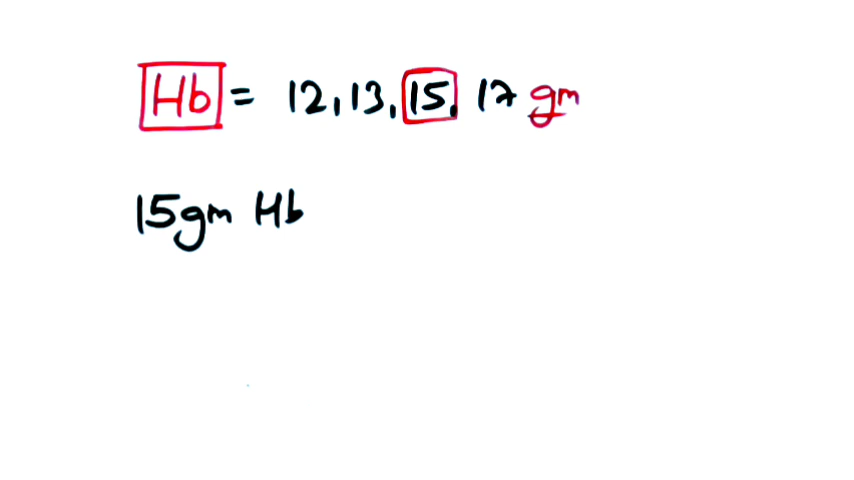 Hb = 12, 13, 15, 17 gm
15gm Hb